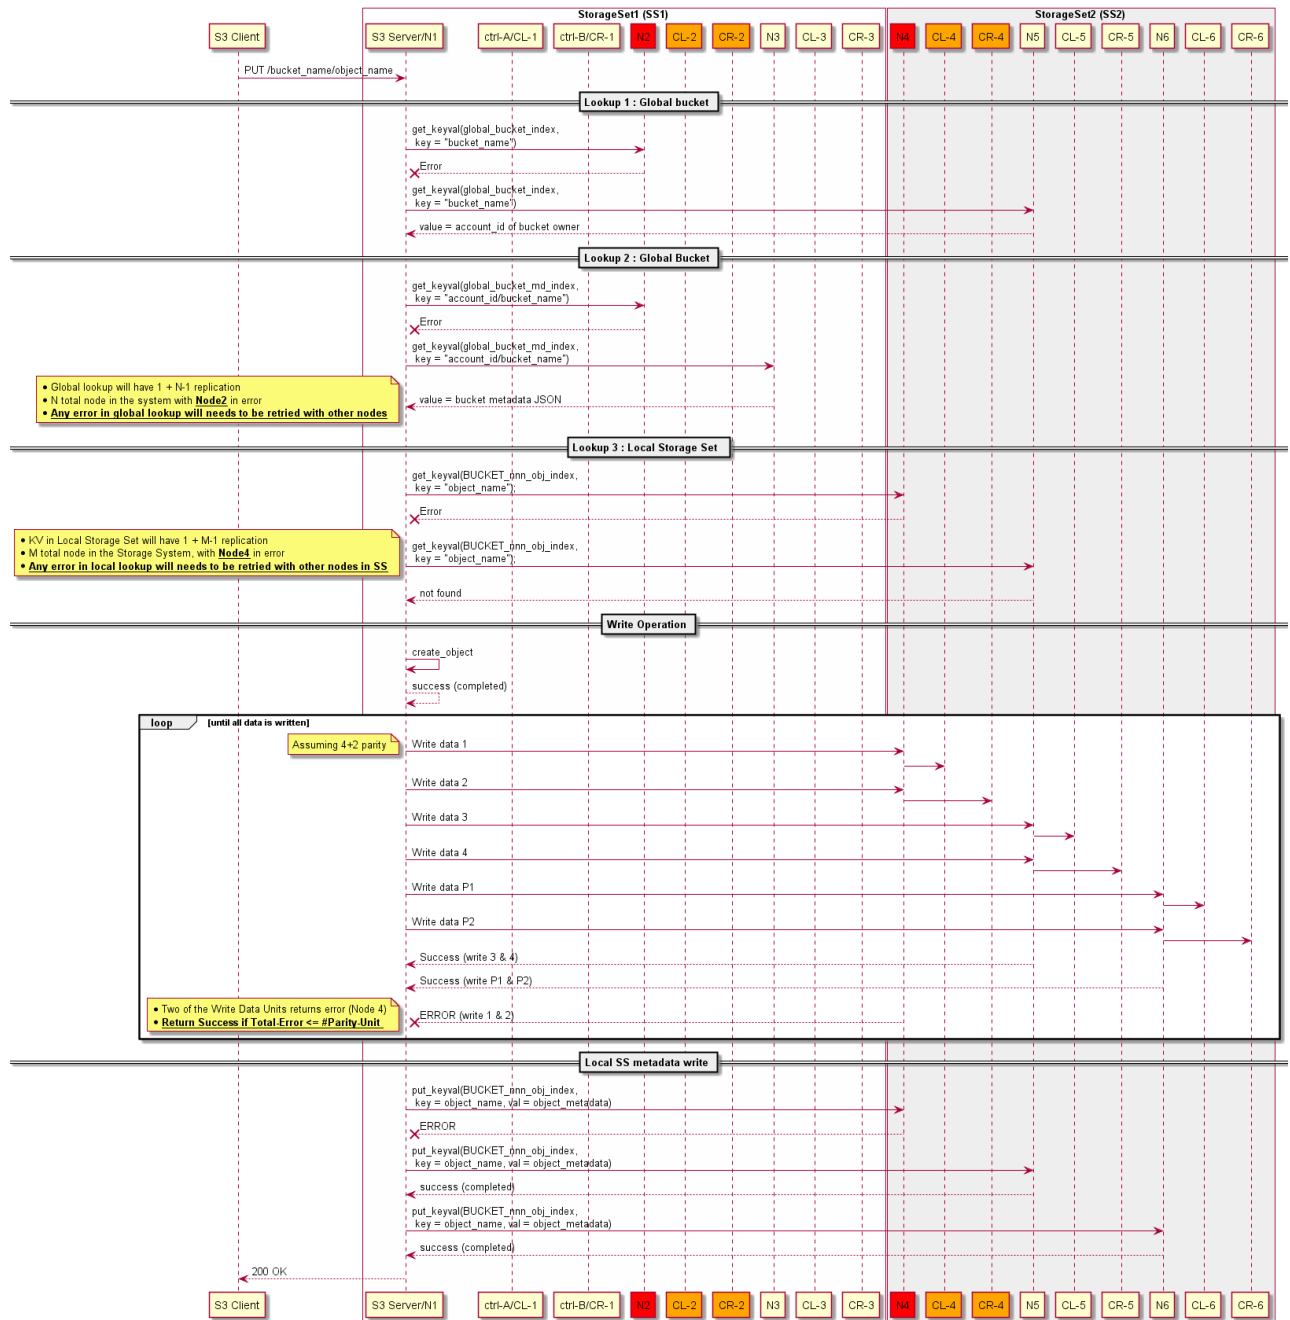 StorageSet1 (SS1)
StorageSet2 (SS2)
S3 Client
S3 Server/N1
ctrl-A/CL-1
ctrl-B/CR-1
N2
CL-2
CR-2
N3
CL-3
CR-3
N4
CL-4
CR-4
N5
CL-5
CR-5
N6
CL-6
CR-6
PUT /bucket_name/object_name
Lookup 1 : Global bucket
get_keyval(global_bucket_index,
key = "bucket_name")
Error
get_keyval(global_bucket_index,
key = "bucket_name")
value = account_id of bucket owner
Lookup 2 : Global Bucket
get_keyval(global_bucket_md_index,
key = "account_id/bucket_name")
Error
get_keyval(global_bucket_md_index,
key = "account_id/bucket_name")
• Global lookup will have 1 + N-1 replication
• N total node in the system with Node2 in error
• Any error in global lookup will needs to be retried with other nodes
value = bucket metadata JSON
Lookup 3 : Local Storage Set
get_keyval(BUCKET_nnn_obj_index,
key = "object_name");
Error
• KV in Local Storage Set will have 1 + M-1 replication
• M total node in the Storage System, with Node4 in error
• Any error in local lookup will needs to be retried with other nodes in SS
get_keyval(BUCKET_nnn_obj_index,
key = "object_name");
not found
Write Operation
create_object
success (completed)
loop [until all data is written]
Assuming 4+2 parity
Write data 1
Write data 2
Write data 3
Write data 4
Write data P1
Write data P2
Success (write 3 & 4)
Success (write P1 & P2)
• Two of the Write Data Units returns error (Node 4)
• Return Success if Total-Error <= #Parity-Unit
ERROR (write 1 & 2)
Local SS metadata write
put_keyval(BUCKET_nnn_obj_index,
key = object_name, val = object_metadata)
ERROR
put_keyval(BUCKET_nnn_obj_index,
key = object_name, val = object_metadata)
success (completed)
put_keyval(BUCKET_nnn_obj_index,
key = object_name, val = object_metadata)
success (completed)
200 OK
S3 Client
S3 Server/N1
ctrl-A/CL-1
ctrl-B/CR-1
N2
CL-2
CR-2
N3
CL-3
CR-3
N4
CL-4
CR-4
N5
CL-5
CR-5
N6
CL-6
CR-6